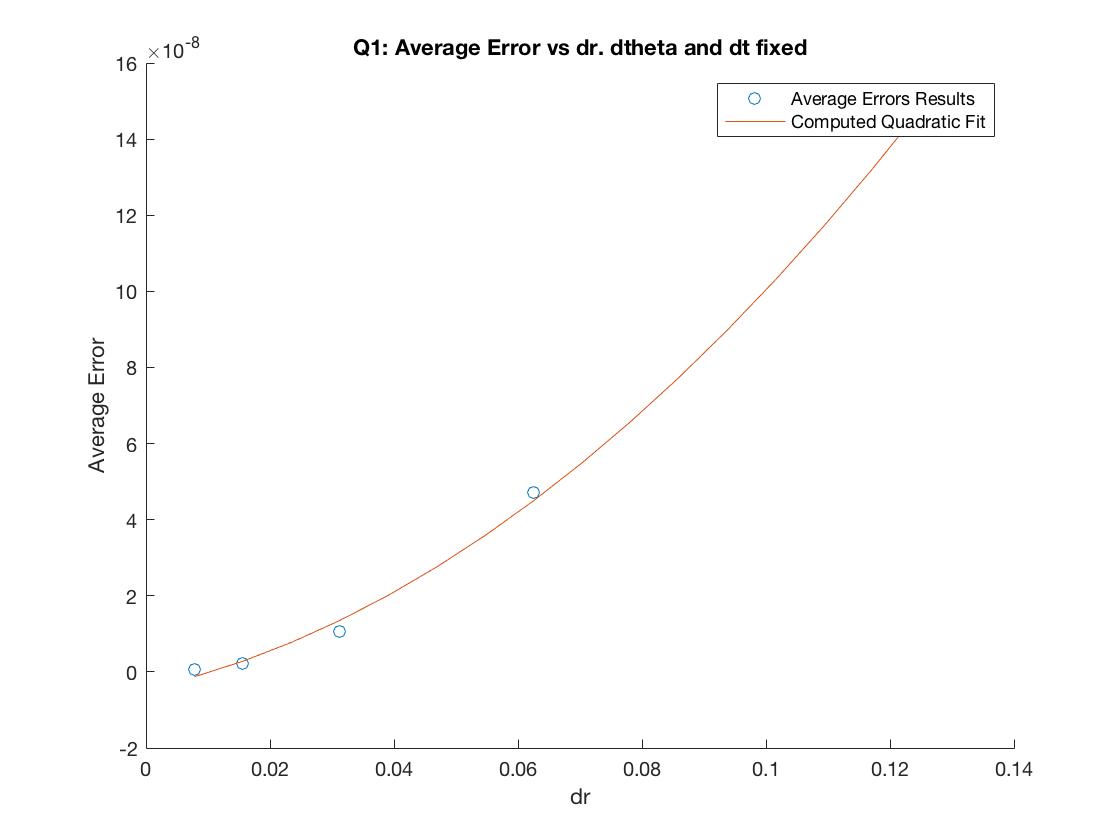 Q1: Average Error vs dr. dtheta and dt fixed
×10-8
16
14
12
10
8
6
4
2
0
-2
Average Error
Average Errors Results
Computed Quadratic Fit
0 0.02 0.04 0.06 0.08 0.1 0.12 0.14
dr